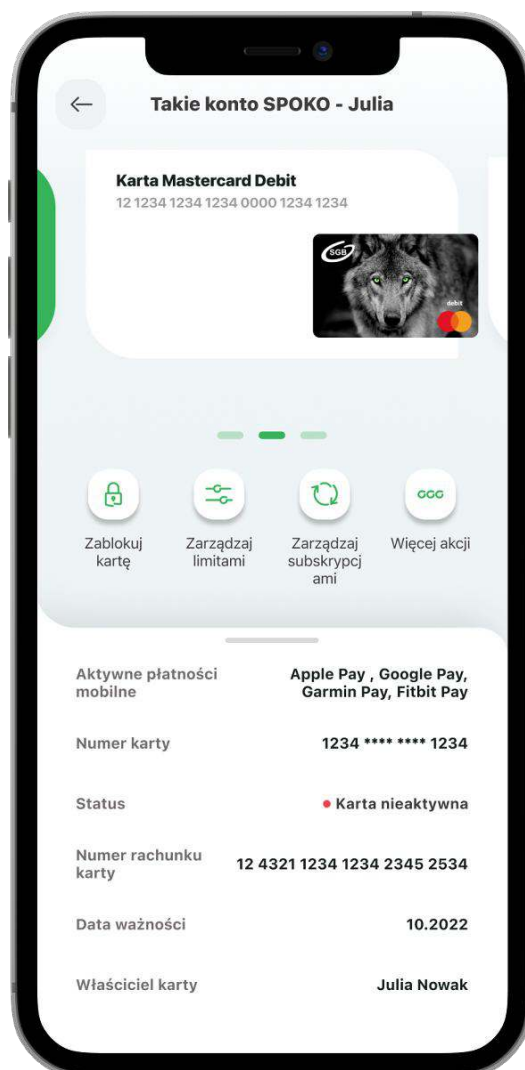 Takie konto SPOKO - Julia
Karta Mastercard Debit
12 1234 1234 1234 0000 1234 1234
SGB
debit
Zablokuj
kartę
Zarządzaj
limitami
Zarządzaj
subskrypcj
ami
Więcej akcji
Aktywne płatności
mobilne
Apple Pay , Google Pay,
Garmin Pay, Fitbit Pay
Numer karty
1234 **** **** 1234
Status
Karta nieaktywna
Numer rachunku
karty
12 4321 1234 1234 2345 2534
Data ważności
10.2022
Właściciel karty
Julia Nowak